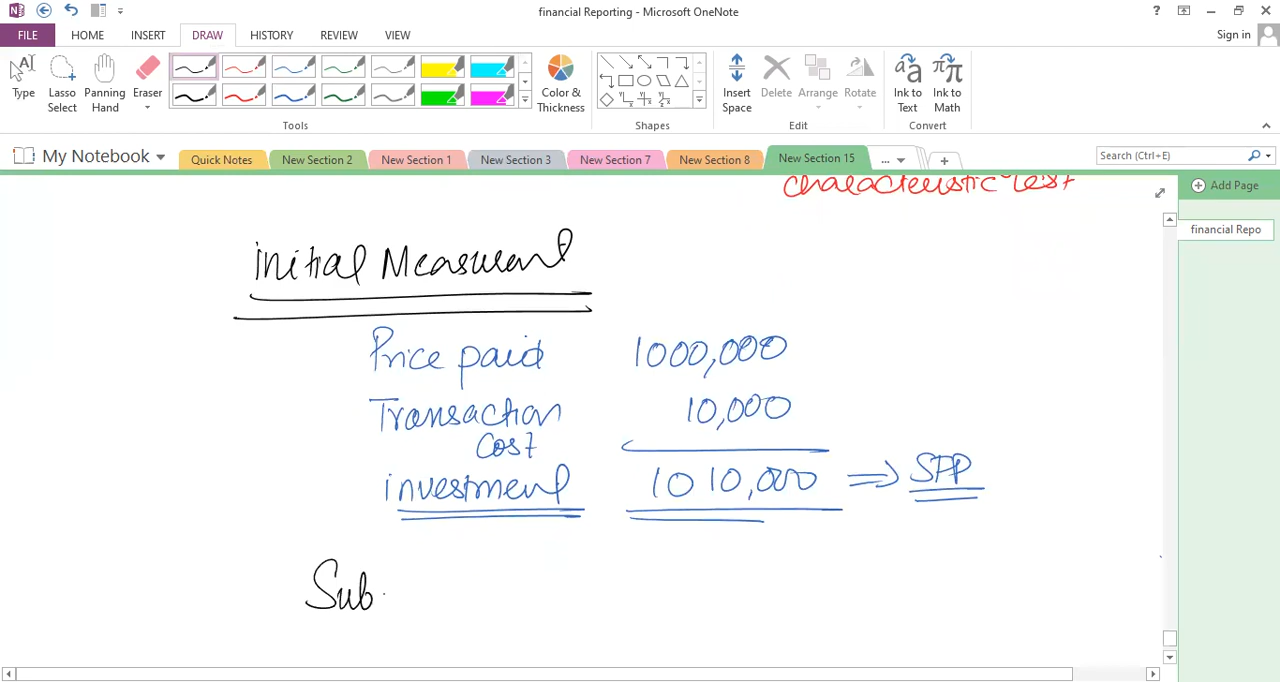 financial Reporting - Microsoft OneNote
FILE HOME INSERT DRAW HISTORY REVIEW VIEW
Sign in
Type
Lasso Select
Panning Hand
Eraser
Color & Thickness
Insert Space
Delete
Arrange
Rotate
Ink to Text
Ink to Math
Tools
Shapes
Edit
Convert
My Notebook
Quick Notes
New Section 2
New Section 1
New Section 3
New Section 7
New Section 8
New Section 15
...
Search (Ctrl+E)
Add Page
financial Repo
characteristic Test
initial Measurment
Price paid 1000,000
Transaction 10,000
Cost
investment 1010,000 ⇒ SFP
Sub